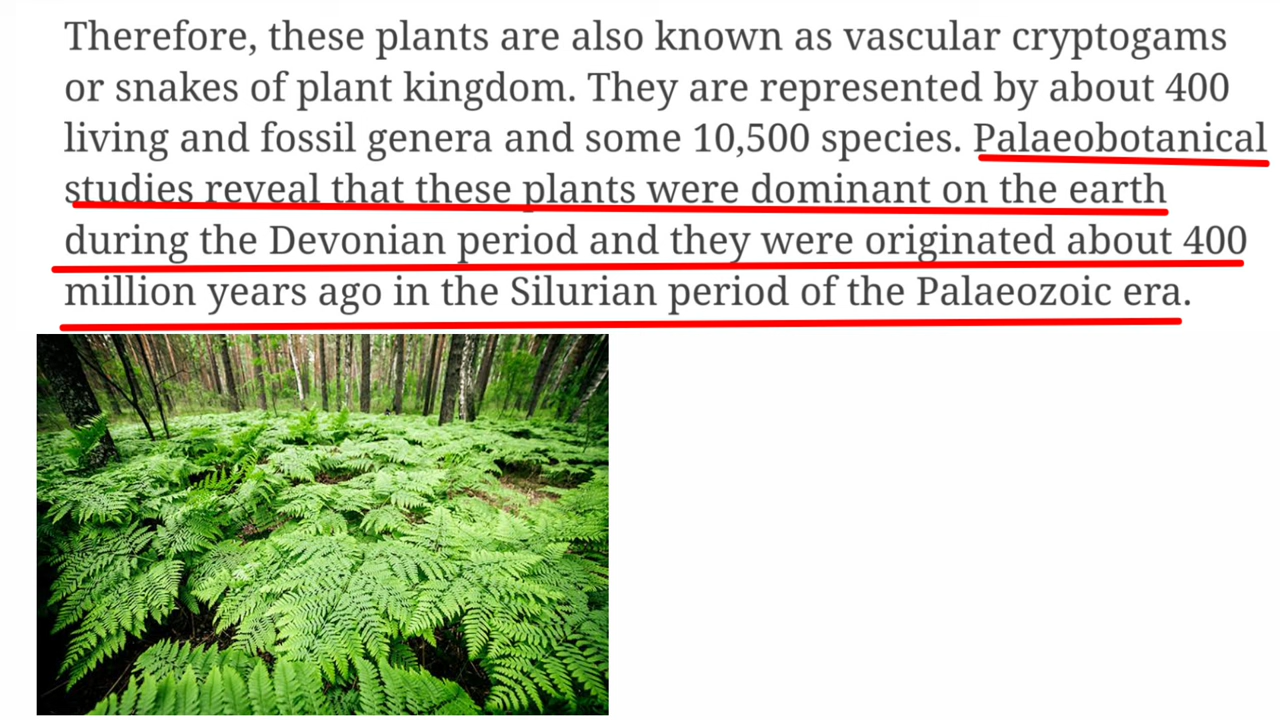 Therefore, these plants are also known as vascular cryptogams
or snakes of plant kingdom. They are represented by about 400
living and fossil genera and some 10,500 species. Palaeobotanical
studies reveal that these plants were dominant on the earth
during the Devonian period and they were originated about 400
million years ago in the Silurian period of the Palaeozoic era.